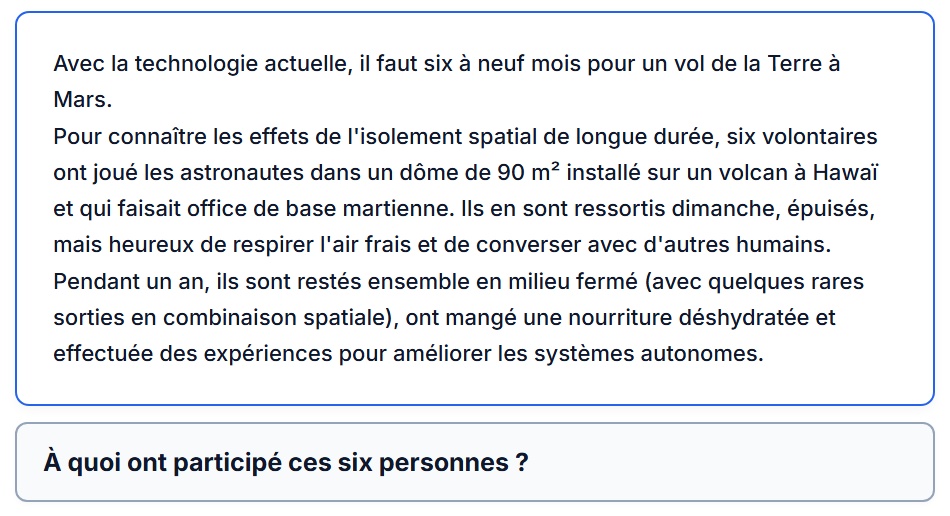 Avec la technologie actuelle, il faut six à neuf mois pour un vol de la Terre à
Mars.
Pour connaître les effets de l'isolement spatial de longue durée, six volontaires
ont joué les astronautes dans un dôme de 90 m² installé sur un volcan à Hawaï
et qui faisait office de base martienne. Ils en sont ressortis dimanche, épuisés,
mais heureux de respirer l'air frais et de converser avec d'autres humains.
Pendant un an, ils sont restés ensemble en milieu fermé (avec quelques rares
sorties en combinaison spatiale), ont mangé une nourriture déshydratée et
effectuée des expériences pour améliorer les systèmes autonomes.
À quoi ont participé ces six personnes ?